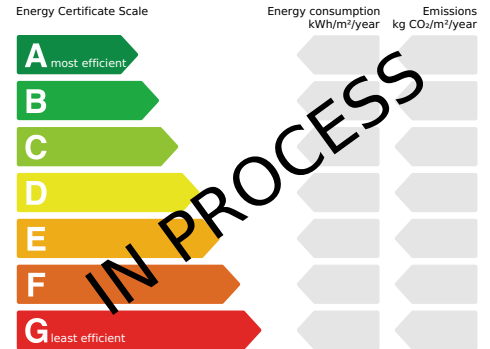 Energy Certificate Scale
Energy consumption
kWh/m²/year
Emissions
kg CO₂/m²/year
A most efficient
B
C
D
E
F
G least efficient
IN PROCESS